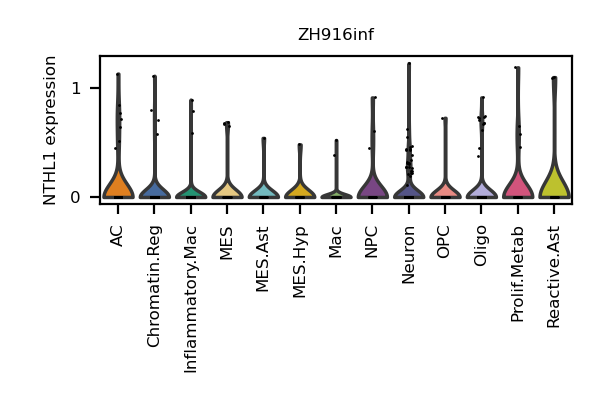 ZH916inf
NTHL1 expression
1
0
AC
Chromatin.Reg
Inflammatory.Mac
MES
MES.Ast
MES.Hyp
Mac
NPC
Neuron
OPC
Oligo
Prolif.Metab
Reactive.Ast